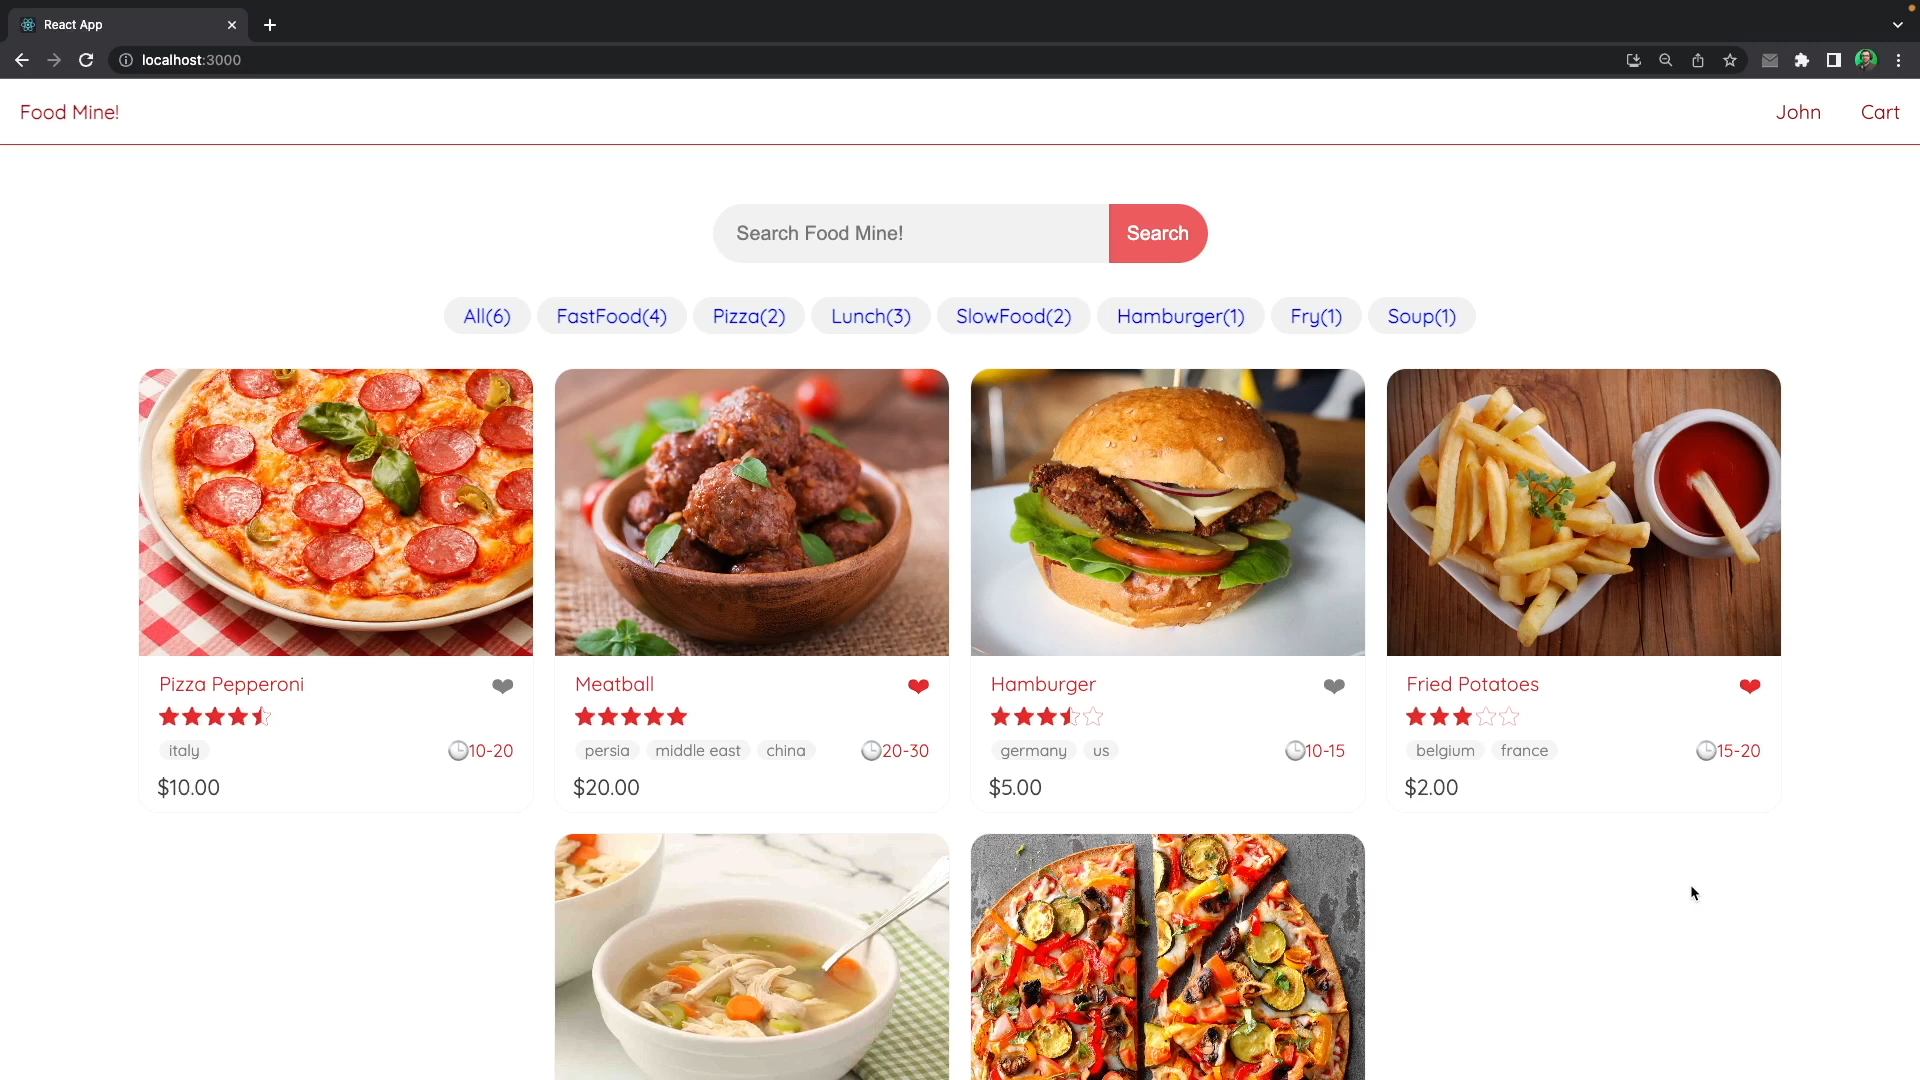 React App
localhost:3000
Food Mine!
John
Cart
Search Food Mine!
Search
All(6)
FastFood(4)
Pizza(2)
Lunch(3)
SlowFood(2)
Hamburger(1)
Fry(1)
Soup(1)
Pizza Pepperoni
italy
10-20
$10.00
Meatball
persia
middle east
china
20-30
$20.00
Hamburger
germany
us
10-15
$5.00
Fried Potatoes
belgium
france
15-20
$2.00